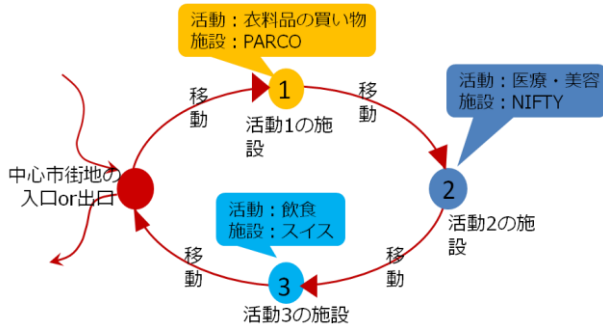 活動：衣料品の買い物
施設：PARCO
1
移
動
活動1の施
設
移
動
活動：医療・美容
施設：NIFTY
2
活動2の施
設
中心市街地の
入口or出口
活動：飲食
施設：スイス
3
移
動
活動3の施設
移
動